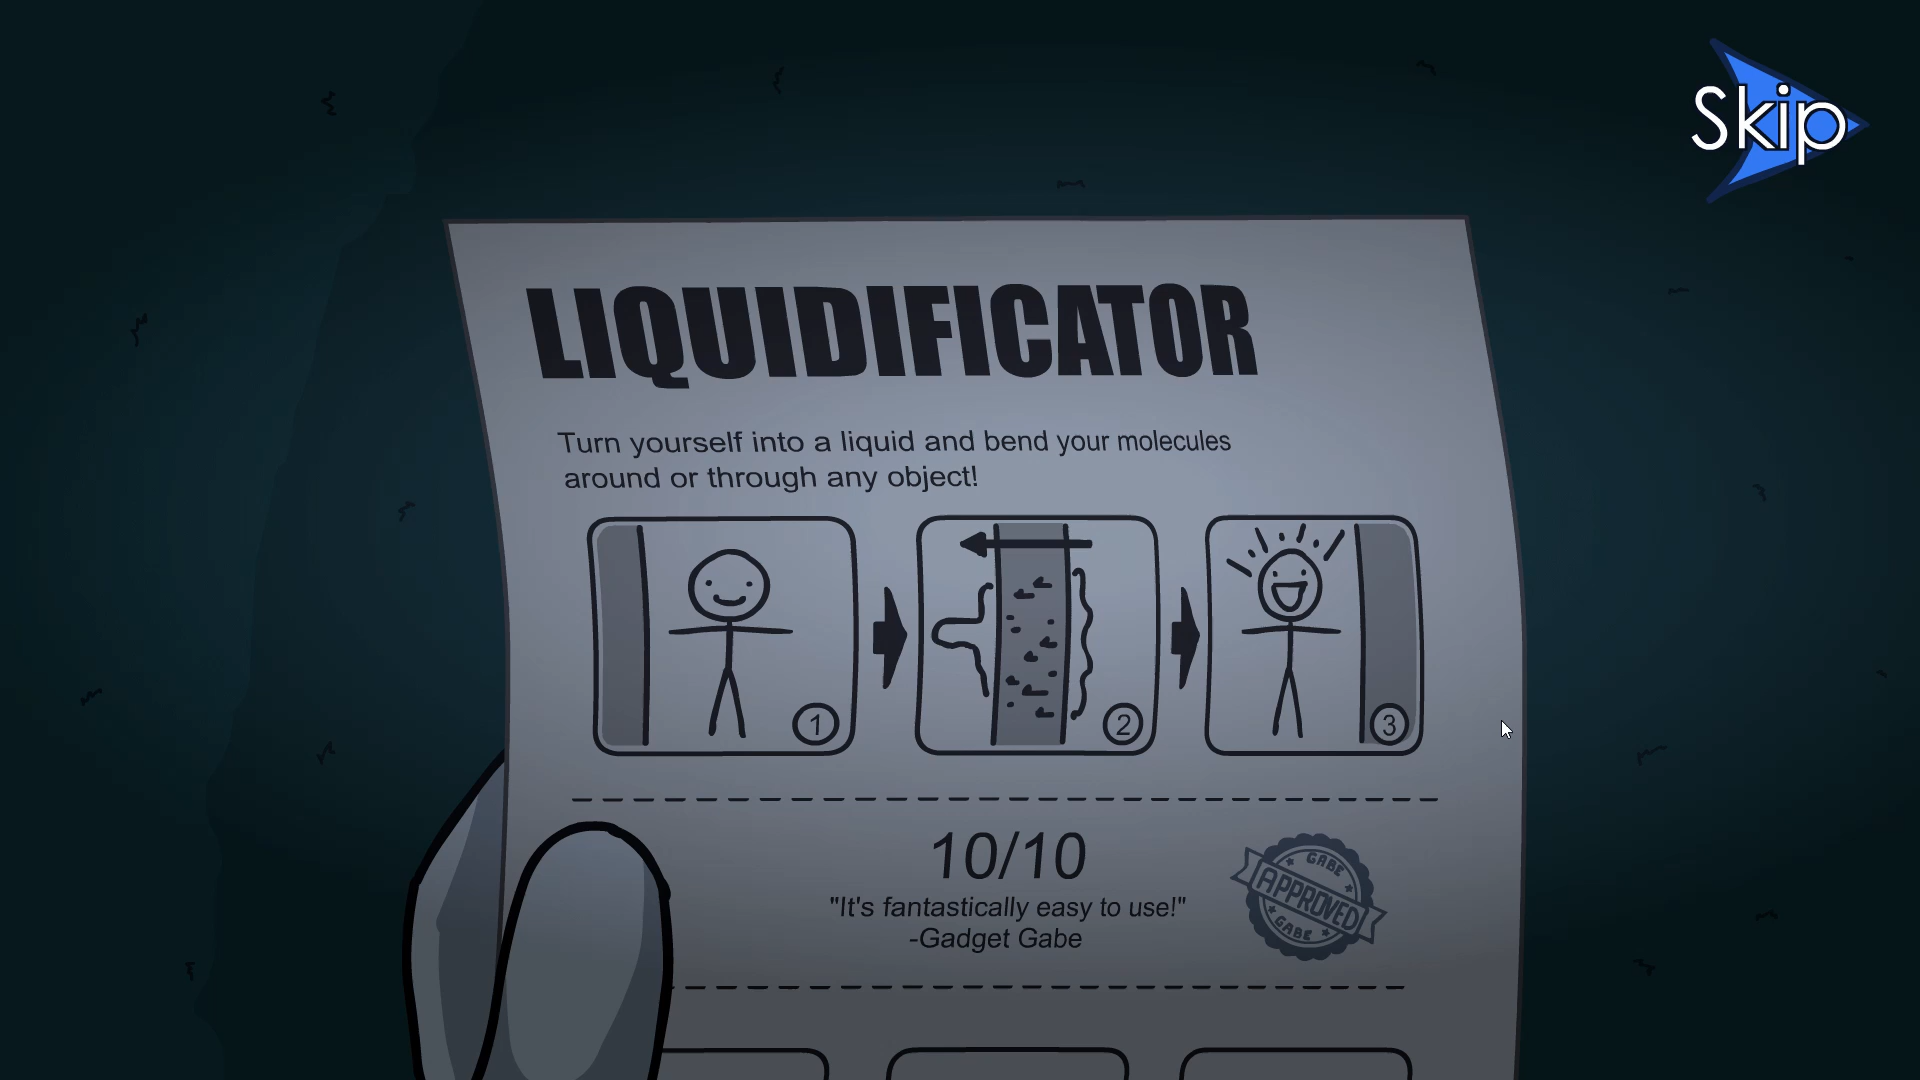 Skip
LIQUIDIFICATOR
Turn yourself into a liquid and bend your molecules
around or through any object!
1
2
3
10/10
"It's fantastically easy to use!"
-Gadget Gabe
GABE
APPROVED
GABE